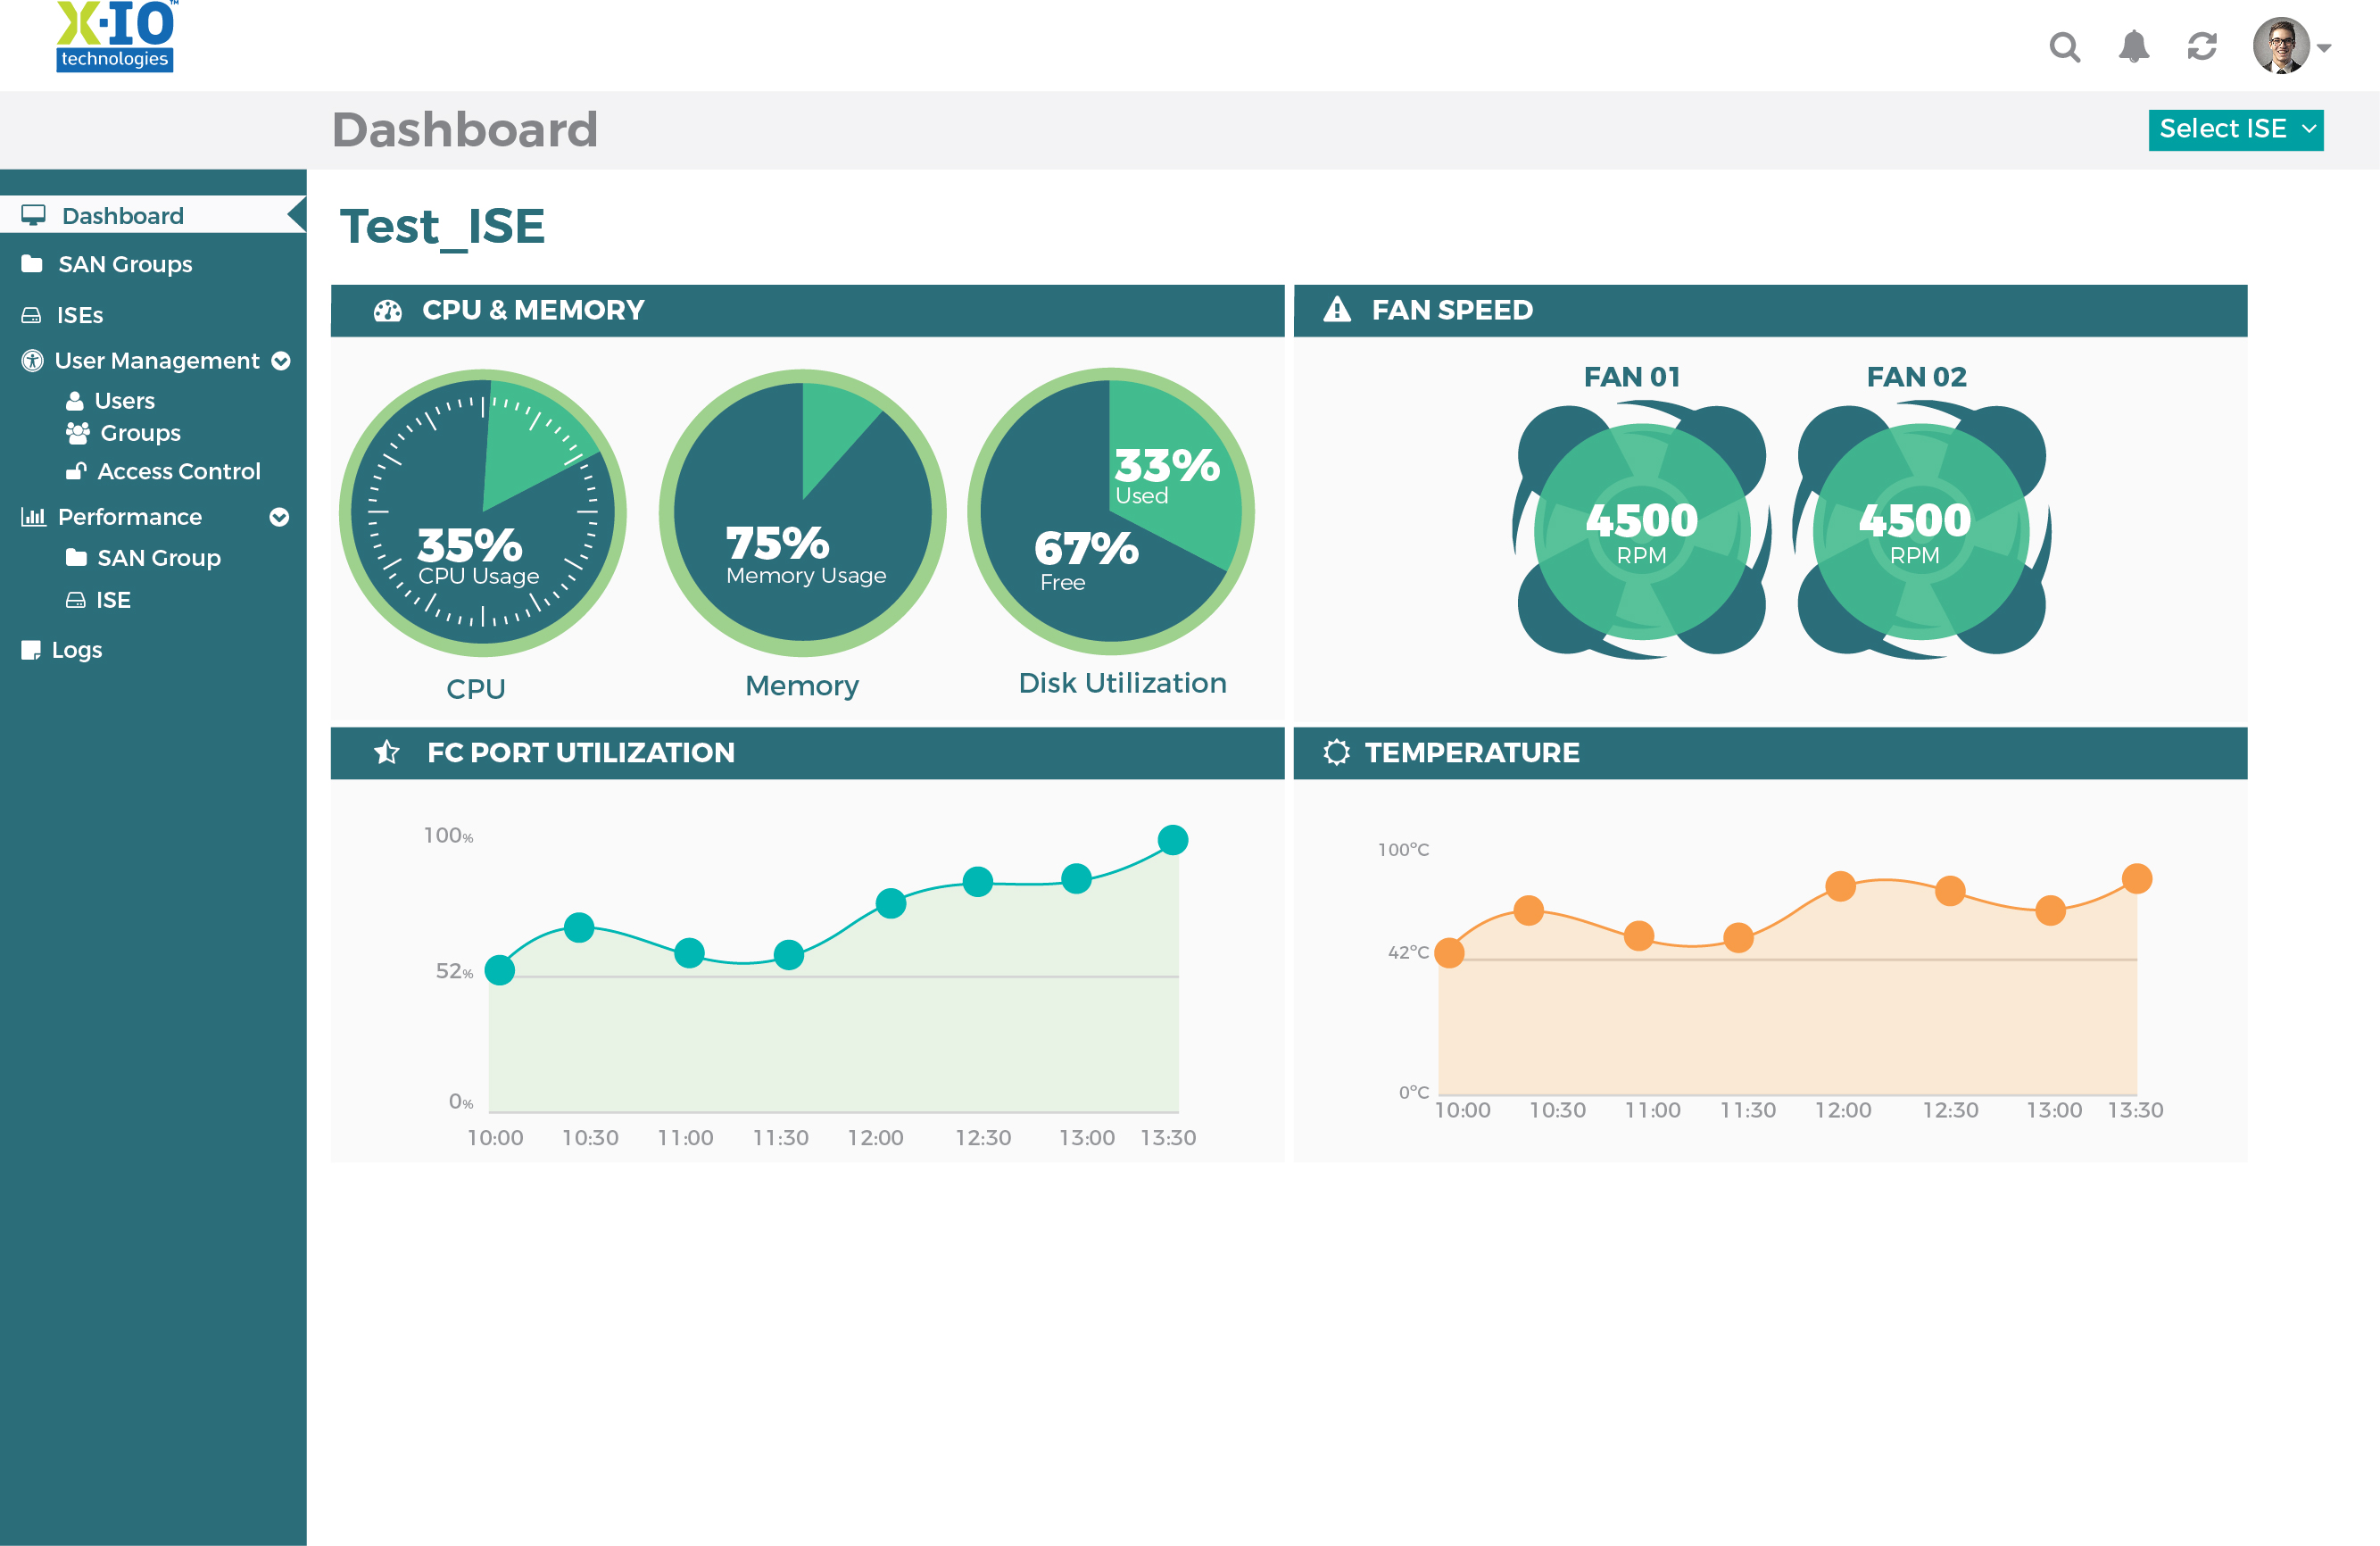 X·IO™
technologies
Dashboard
Select ISE
Dashboard
SAN Groups
ISEs
User Management
Users
Groups
Access Control
Performance
SAN Group
ISE
Logs
Test_ISE
CPU & MEMORY
35%
CPU Usage
CPU
75%
Memory Usage
Memory
33%
Used
67%
Free
Disk Utilization
FAN SPEED
FAN 01
4500
RPM
FAN 02
4500
RPM
FC PORT UTILIZATION
100%
52%
0%
10:00 10:30 11:00 11:30 12:00 12:30 13:00 13:30
TEMPERATURE
100°C
42°C
0°C
10:00 10:30 11:00 11:30 12:00 12:30 13:00 13:30